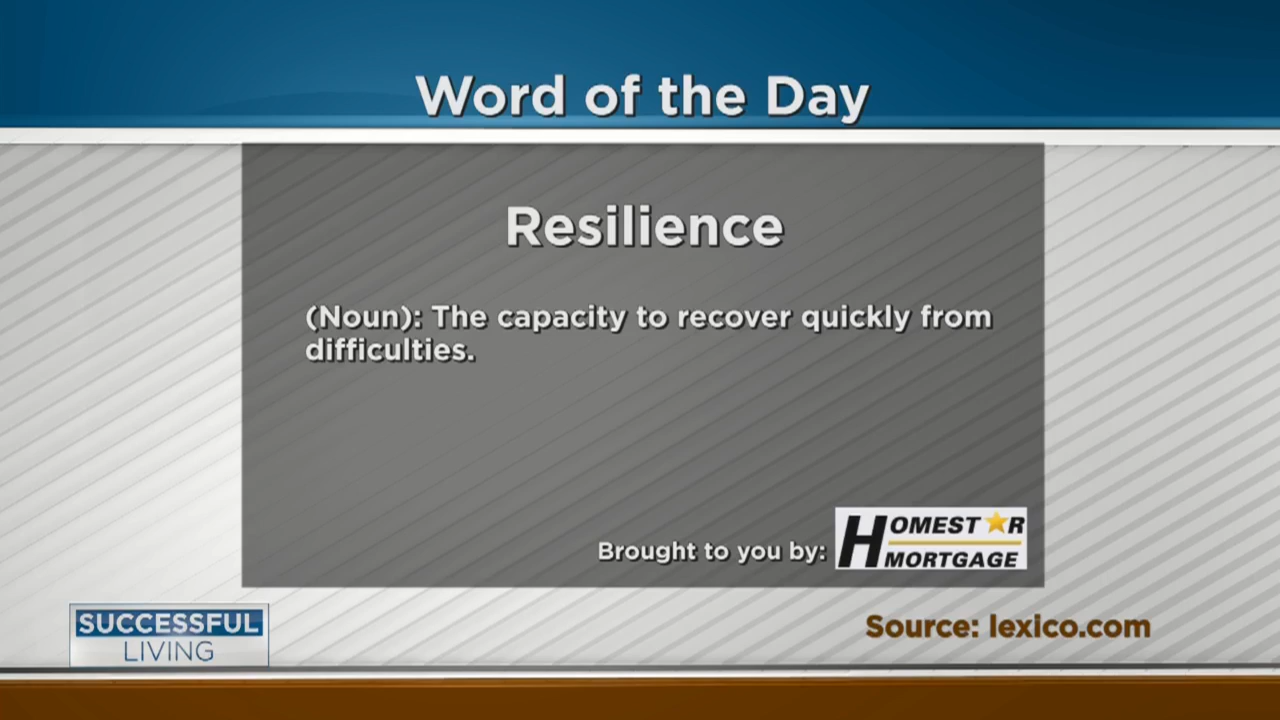 Word of the Day
Resilience
(Noun): The capacity to recover quickly from
difficulties.
Brought to you by:
HOMESTAR
MORTGAGE
SUCCESSFUL
LIVING
Source: lexico.com